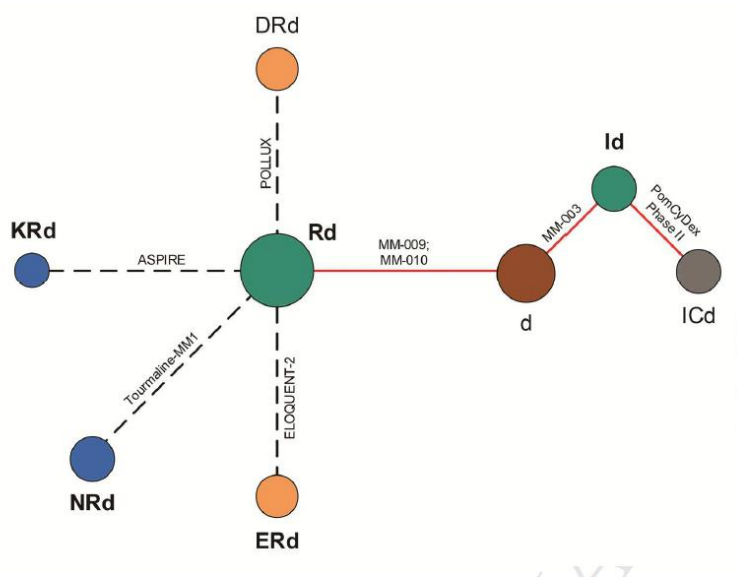 DRd
POLLUX
Id
MM-003
PomCyDex
Phase II
KRd
ASPIRE
Rd
MM-009;
MM-010
d
ICd
Tourmaline-MM1
ELOQUENT-2
NRd
ERd